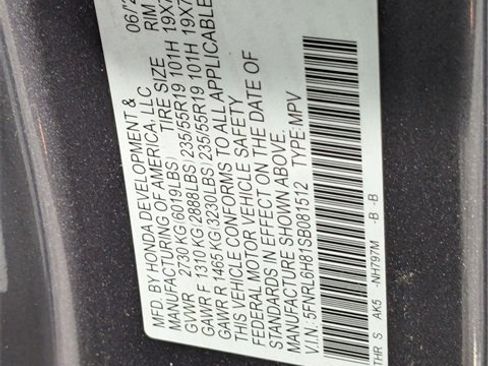 MFD. BY HONDA DEVELOPMENT & 06/2
MANUFACTURING OF AMERICA, LLC
TIRE SIZE RIM
GVWR 2730 KG(6019LBS)
GAWR F 1310 KG(2888LBS)235/55R19 101H 19X7
GAWR R 1465 KG(3230LBS)235/55R19 101H 19X7
THIS VEHICLE CONFORMS TO ALL APPLICABLE
FEDERAL MOTOR VEHICLE SAFETY
STANDARDS IN EFFECT ON THE DATE OF
MANUFACTURE SHOWN ABOVE.
V.I.N.:5FNRL6H81SB081512 TYPE:MPV
THR S AK5 -NH797M -B -B